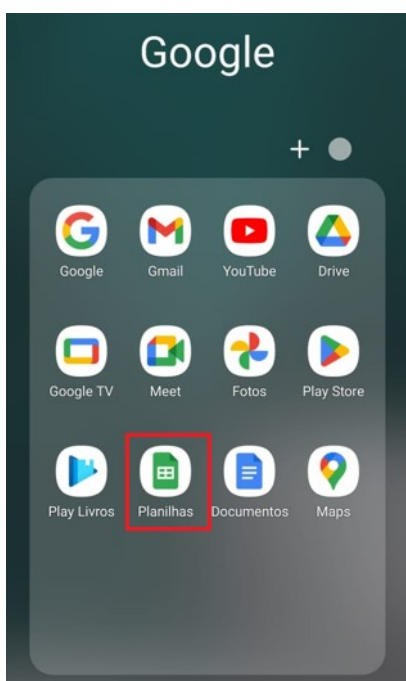 Google
+
Google Gmail YouTube Drive
Google TV Meet Fotos Play Store
Play Livros Planilhas Documentos Maps